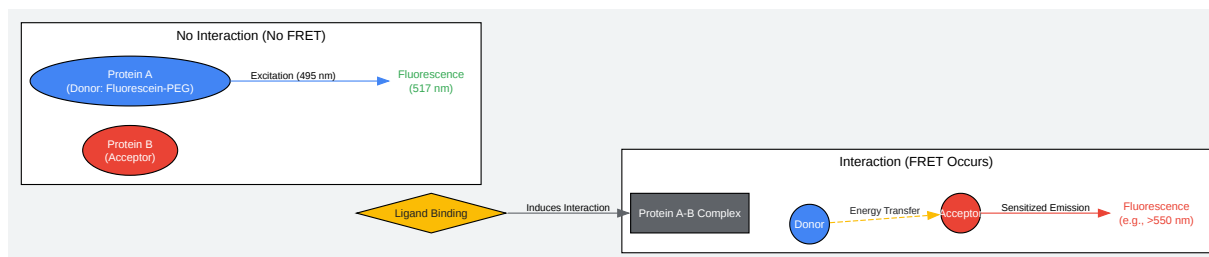 No Interaction (No FRET)
Protein A
(Donor: Fluorescein-PEG)
Excitation (495 nm)
Fluorescence
(517 nm)
Protein B
(Acceptor)
Ligand Binding
Induces Interaction
Interaction (FRET Occurs)
Protein A-B Complex
Donor
Energy Transfer
Acceptor
Sensitized Emission
Fluorescence
(e.g., >550 nm)